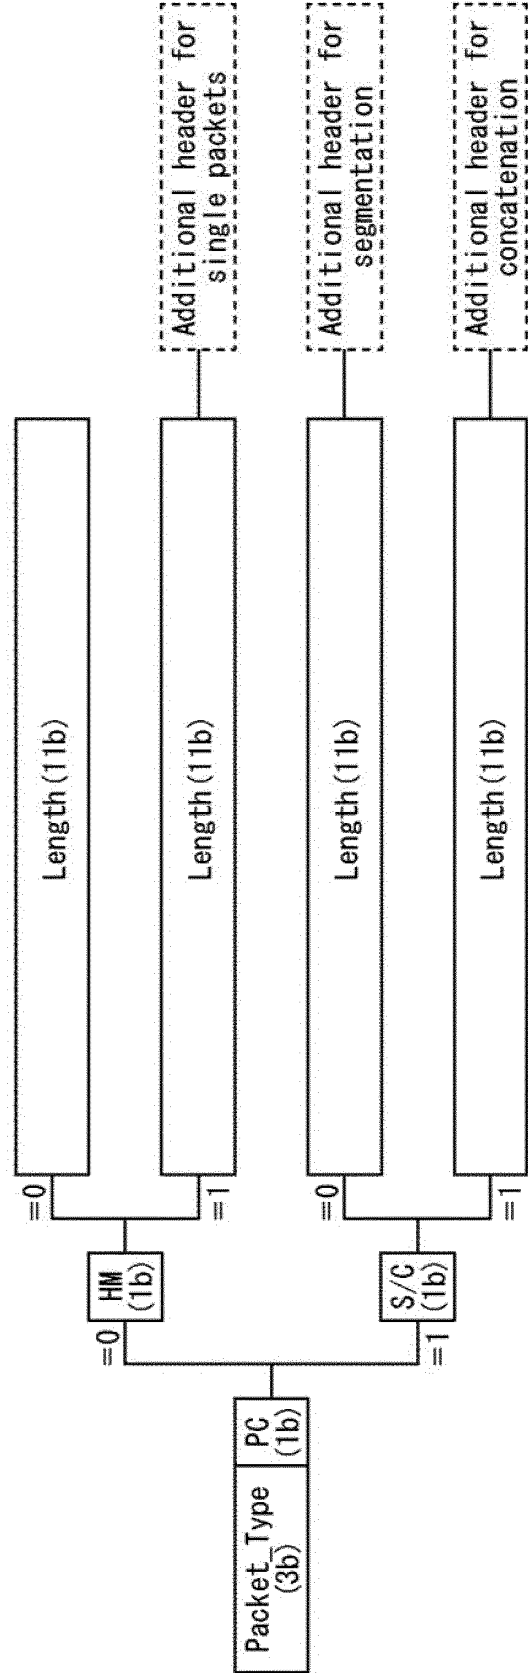 Packet_Type
(3b)
PC
(1b)
=0
HM
(1b)
=0
Length(11b)
=1
Length(11b)
Additional header for
single packets
=1
S/C
(1b)
=0
Length(11b)
Additional header for
segmentation
=1
Length(11b)
Additional header for
concatenation